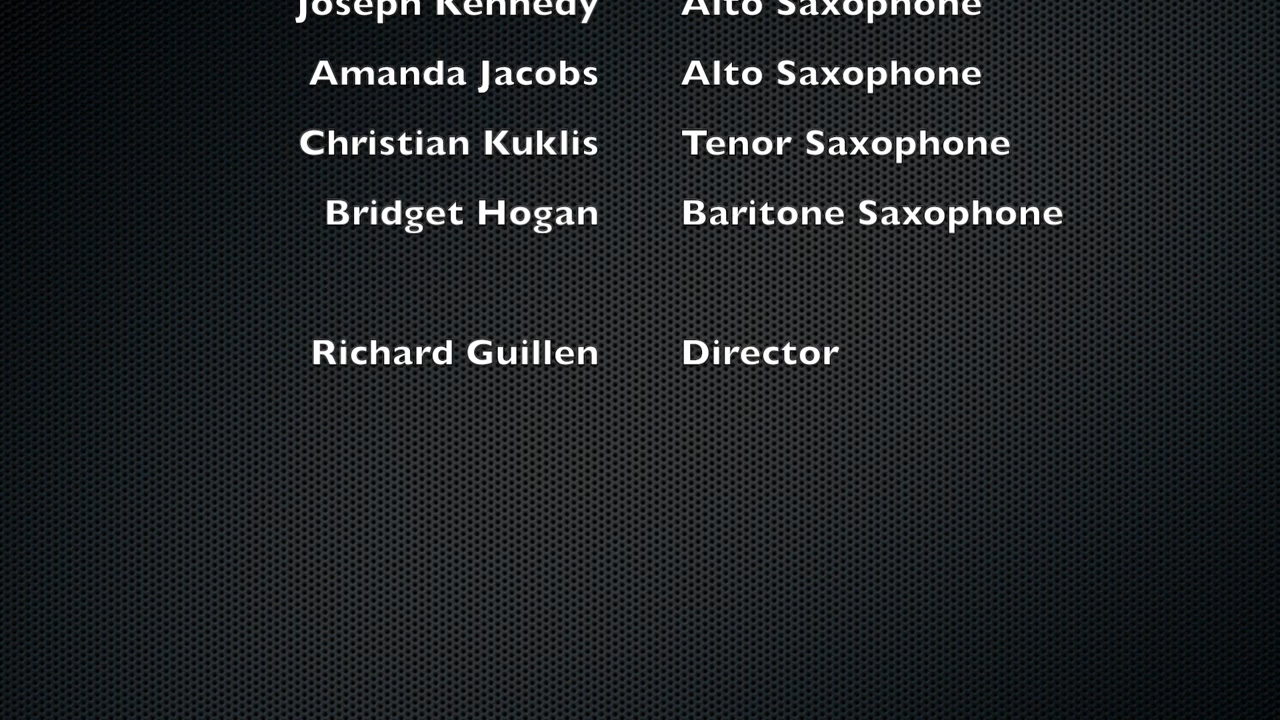 Joseph Kennedy Alto Saxophone
Amanda Jacobs Alto Saxophone
Christian Kuklis Tenor Saxophone
Bridget Hogan Baritone Saxophone
Richard Guillen Director